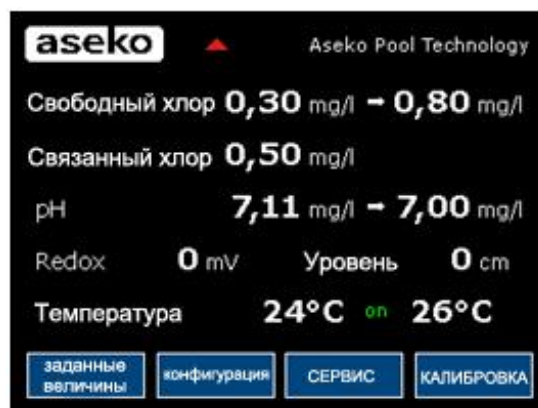 aseko Aseko Pool Technology
Свободный хлор 0,30 mg/l 0,80 mg/l
Связанный хлор 0,50 mg/l
pH 7,11 mg/l 7,00 mg/l
Redox 0 mV Уровень 0 cm
Температура 24°C on 26°C
заданные величины конфигурация СЕРВИС КАЛИБРОВКА